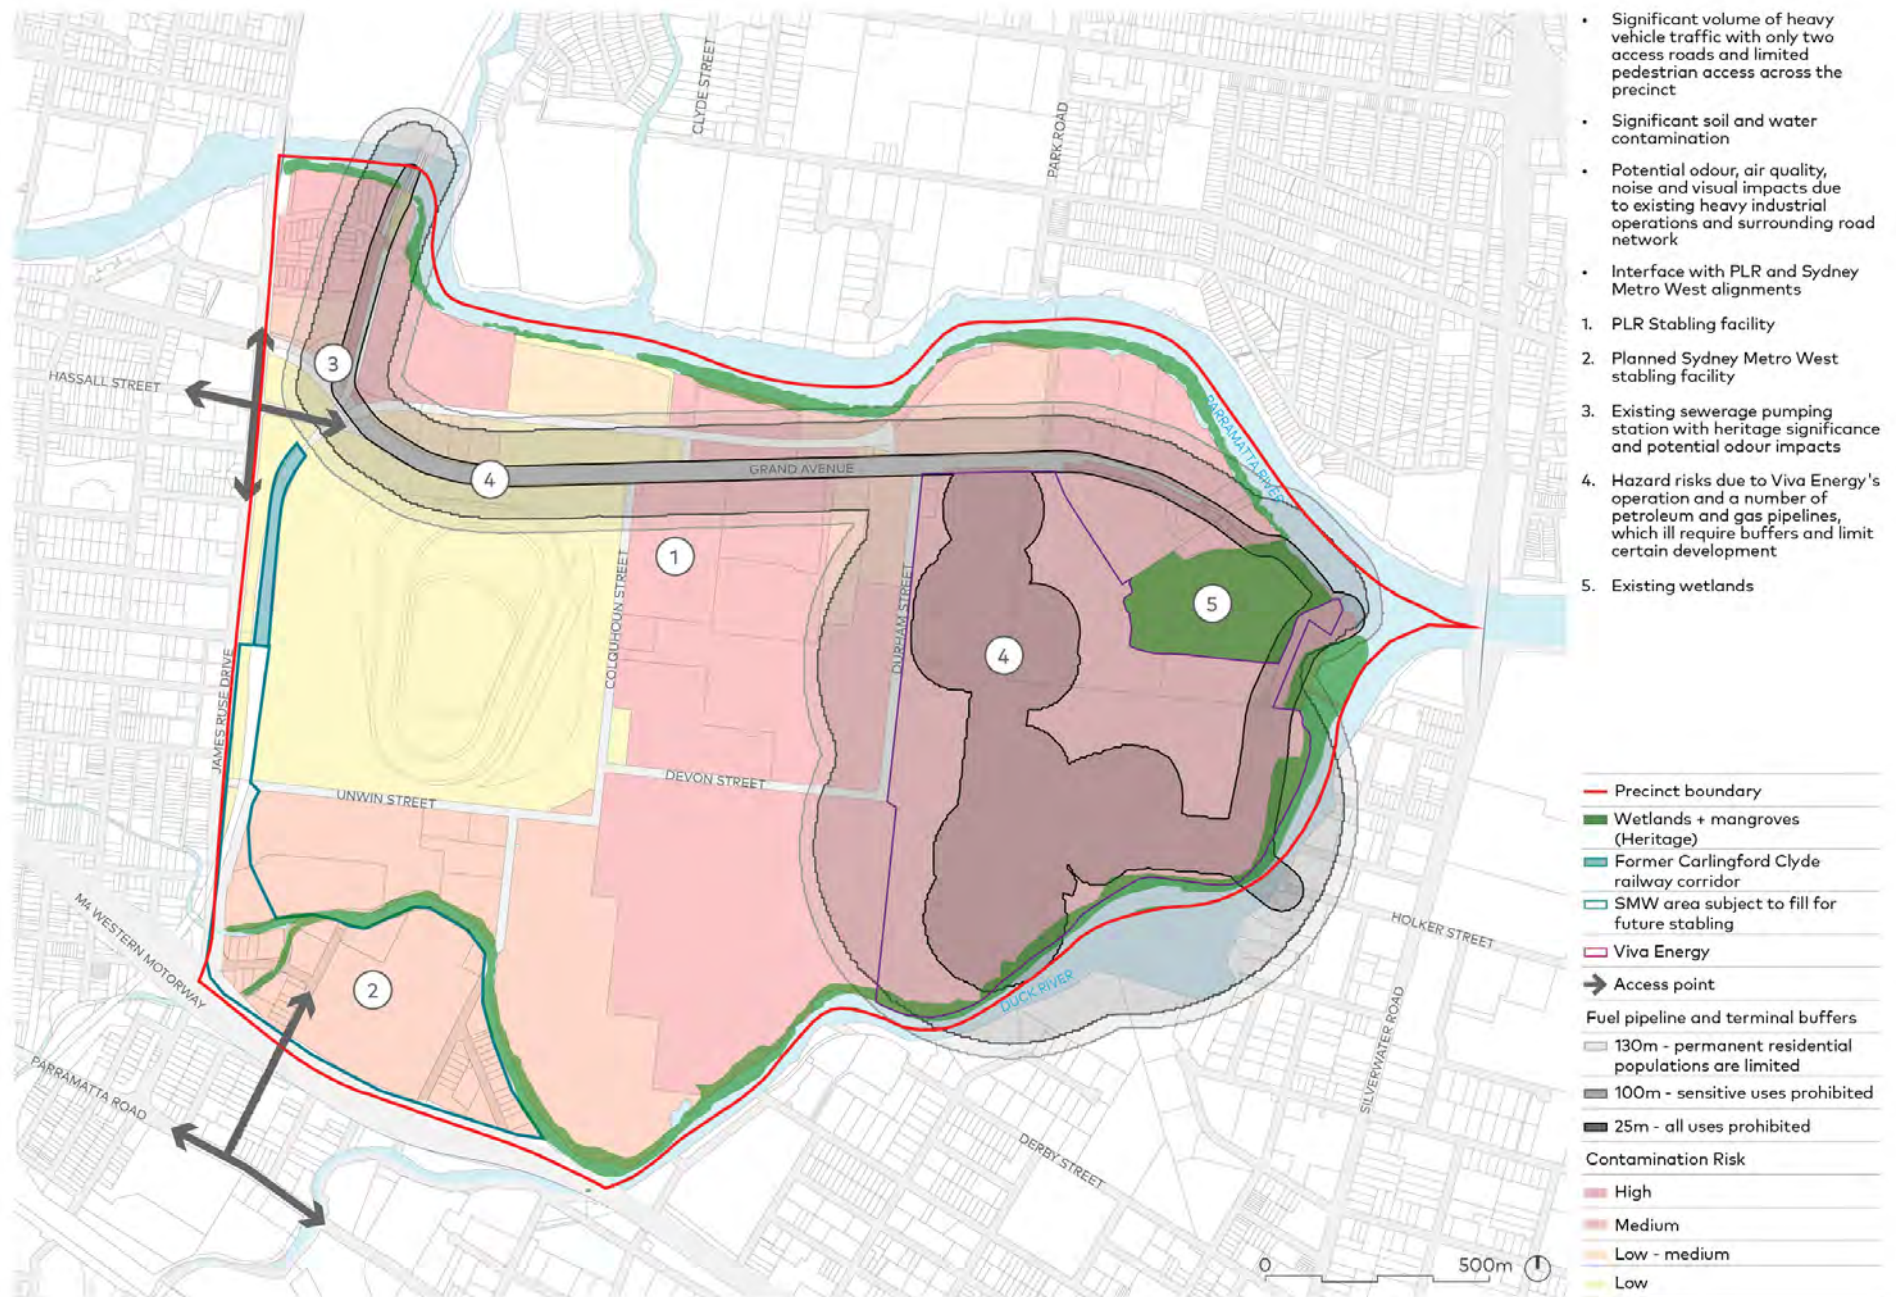 • Significant volume of heavy
vehicle traffic with only two
access roads and limited
pedestrian access across the
precinct
• Significant soil and water
contamination
• Potential odour, air quality,
noise and visual impacts due
to existing heavy industrial
operations and surrounding road
network
• Interface with PLR and Sydney
Metro West alignments
1. PLR Stabling facility
2. Planned Sydney Metro West
stabling facility
3. Existing sewerage pumping
station with heritage significance
and potential odour impacts
4. Hazard risks due to Viva Energy's
operation and a number of
petroleum and gas pipelines,
which ill require buffers and limit
certain development
5. Existing wetlands
Precinct boundary
Wetlands + mangroves
(Heritage)
Former Carlingford Clyde
railway corridor
SMW area subject to fill for
future stabling
Viva Energy
Access point
Fuel pipeline and terminal buffers
130m - permanent residential
populations are limited
100m - sensitive uses prohibited
25m - all uses prohibited
Contamination Risk
High
Medium
Low - medium
Low
CLYDE STREET
PARK ROAD
HASSALL STREET
3
PARRAMATTA RIVER
4
GRAND AVENUE
1
5
COLQUHOUN STREET
DURHAM STREET
4
JAMES RUSE DRIVE
DEVON STREET
UNWIN STREET
M4 WESTERN MOTORWAY
2
DUCK RIVER
HOLKER STREET
SILVERWATER ROAD
PARRAMATTA ROAD
DERBY STREET
0 500m